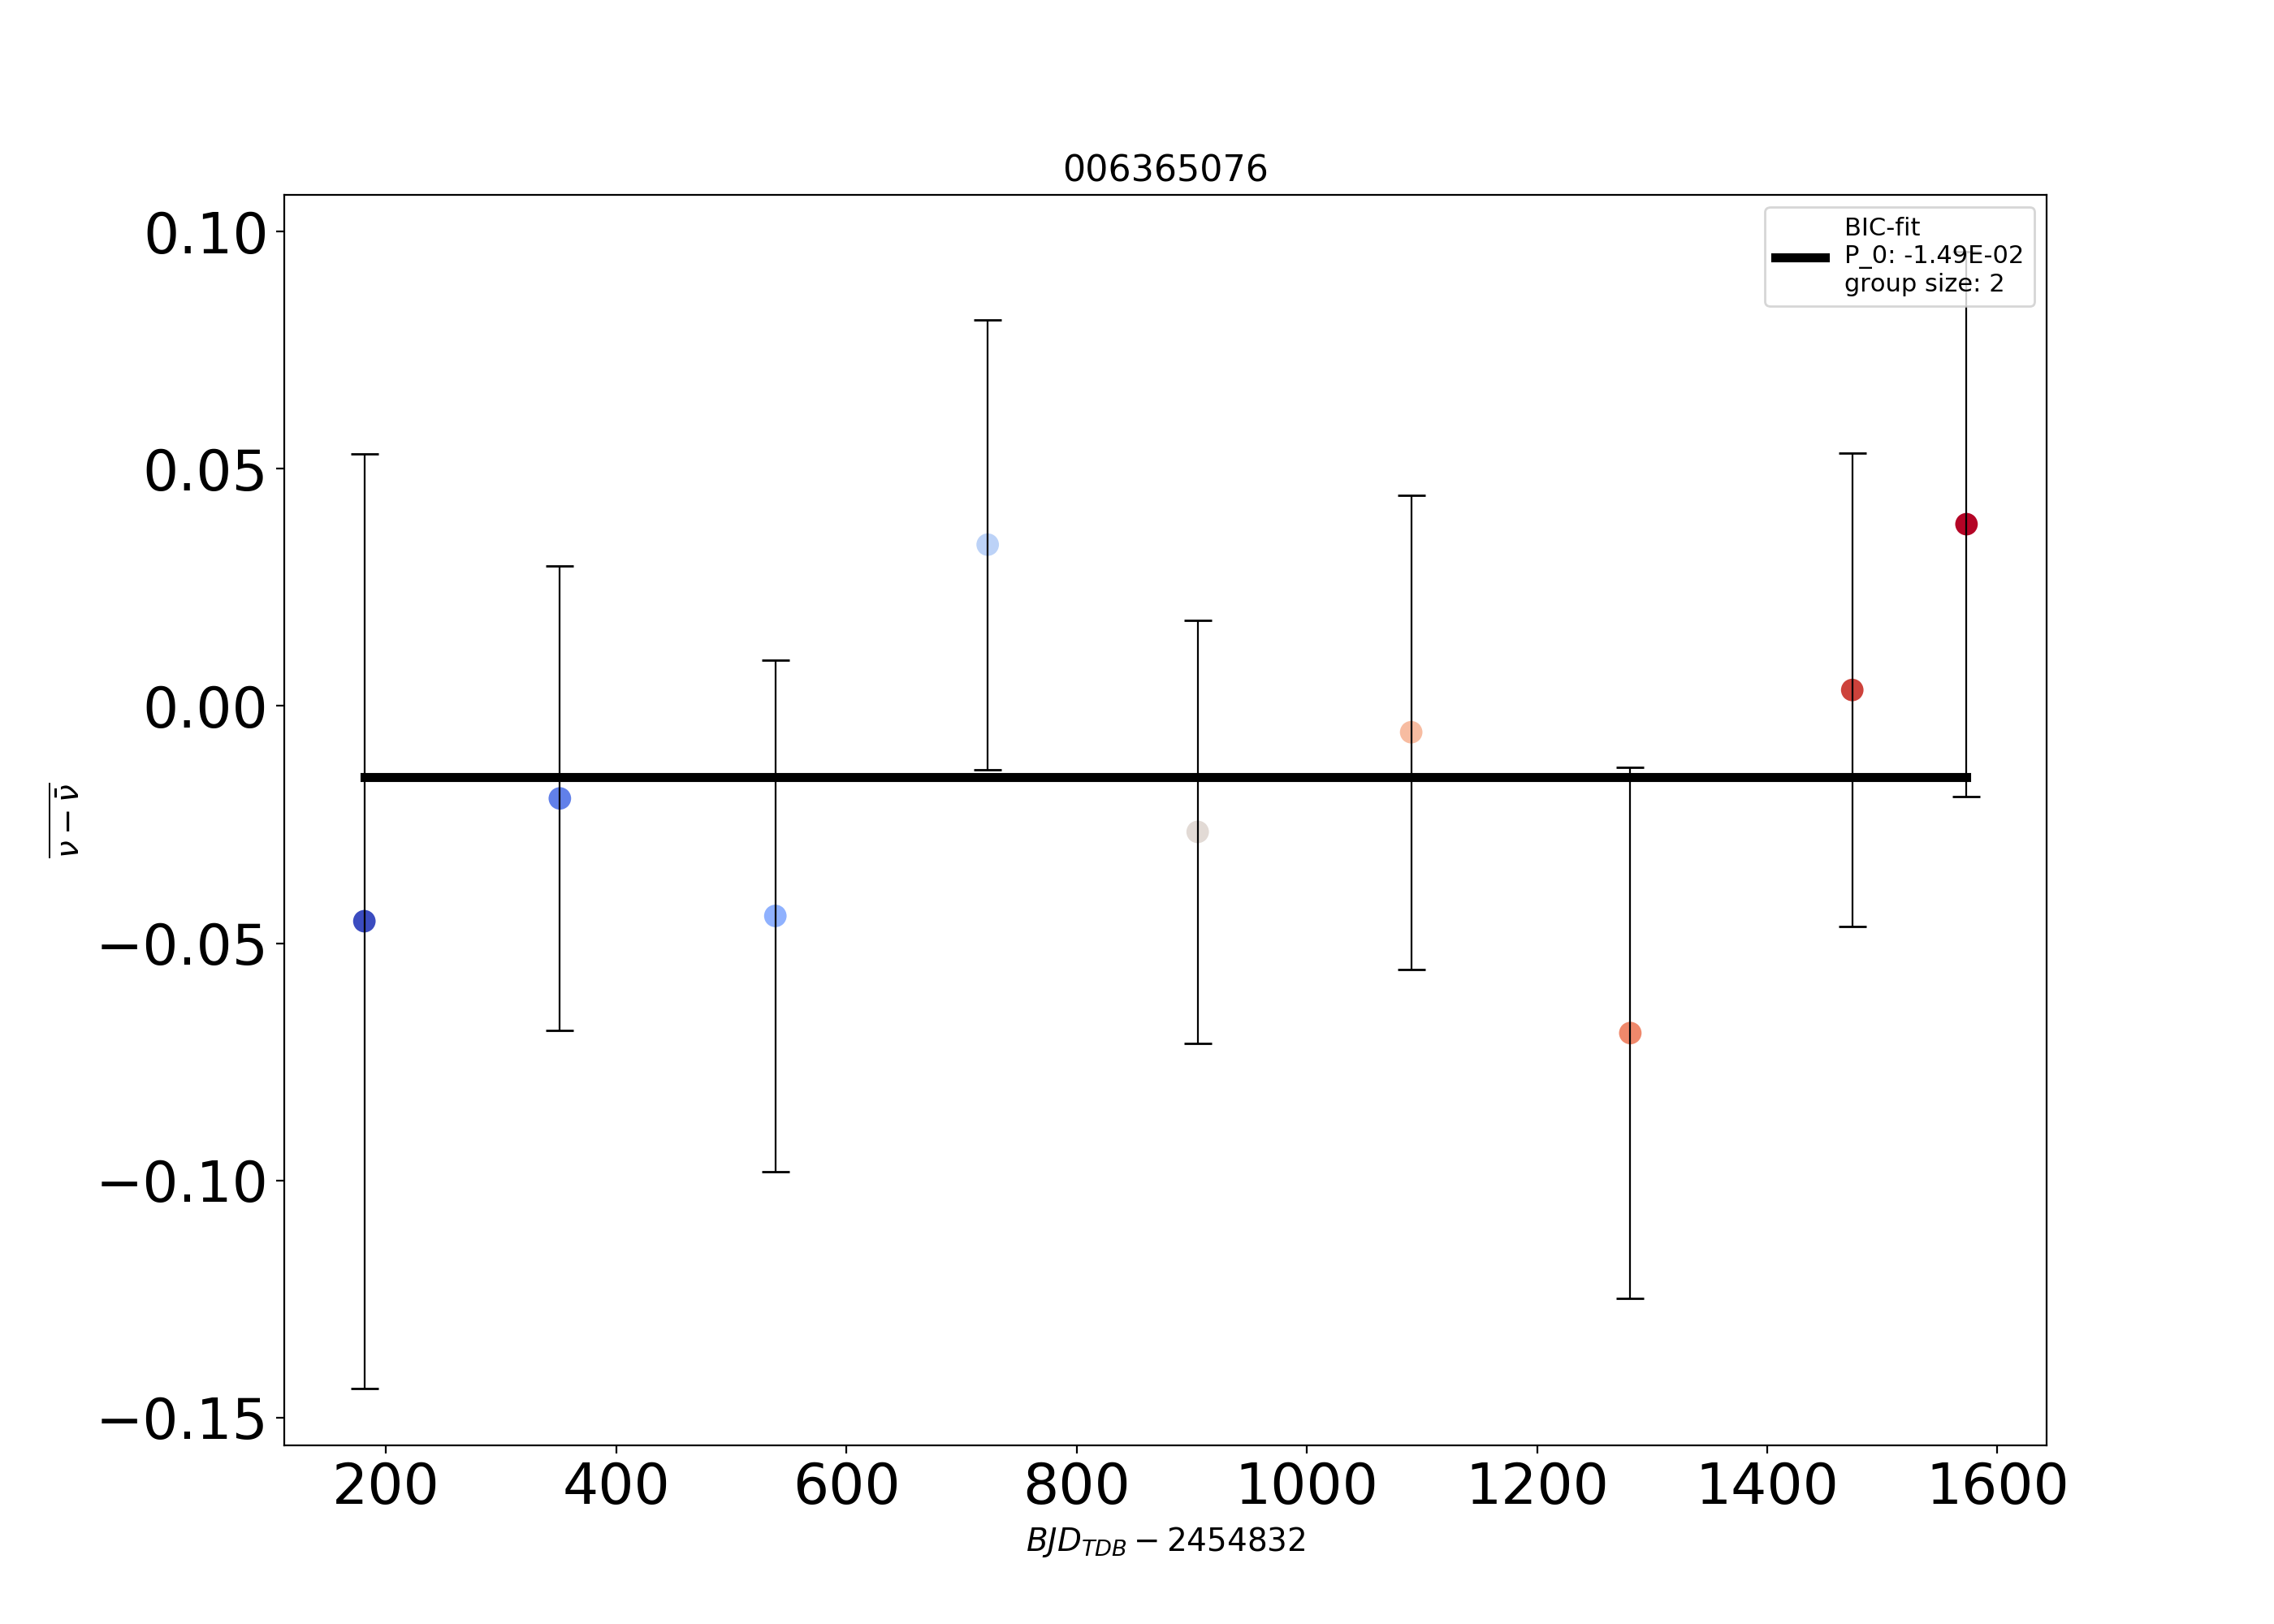 006365076
BIC-fit
P_0: -1.49E-02
group size: 2
0.10
0.05
0.00
−0.05
−0.10
−0.15
ν − ν̄
200 400 600 800 1000 1200 1400 1600
BJD_TDB − 2454832